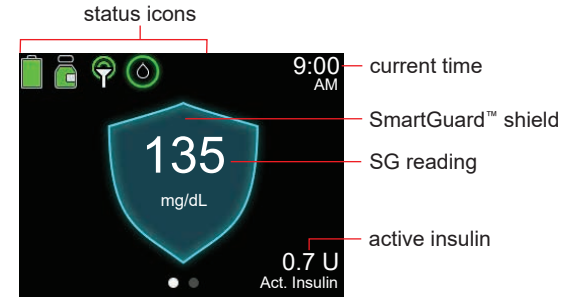 status icons
9:00
AM
current time
SmartGuard™ shield
135
SG reading
mg/dL
active insulin
0.7 U
Act. Insulin